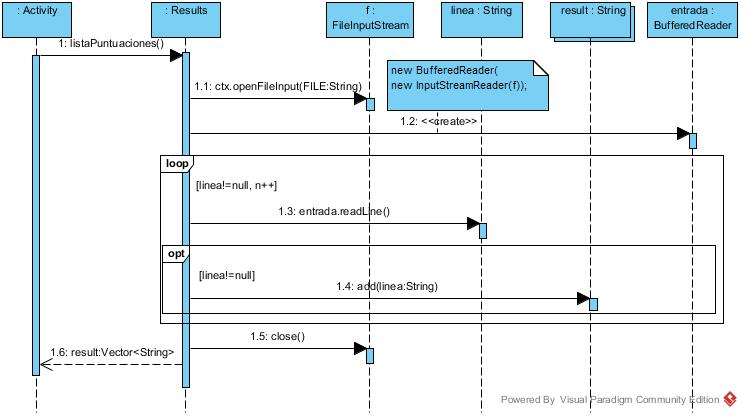 : Activity
: Results
f :
FileInputStream
linea : String
result : String
entrada :
BufferedReader
1: listaPuntuaciones()
new BufferedReader(
new InputStreamReader(f));
1.1: ctx.openFileInput(FILE:String)
1.2: <<create>>
loop
[linea!=null, n++]
1.3: entrada.readLine()
opt
[linea!=null]
1.4: add(linea:String)
1.5: close()
1.6: result:Vector<String>
Powered By Visual Paradigm Community Edition